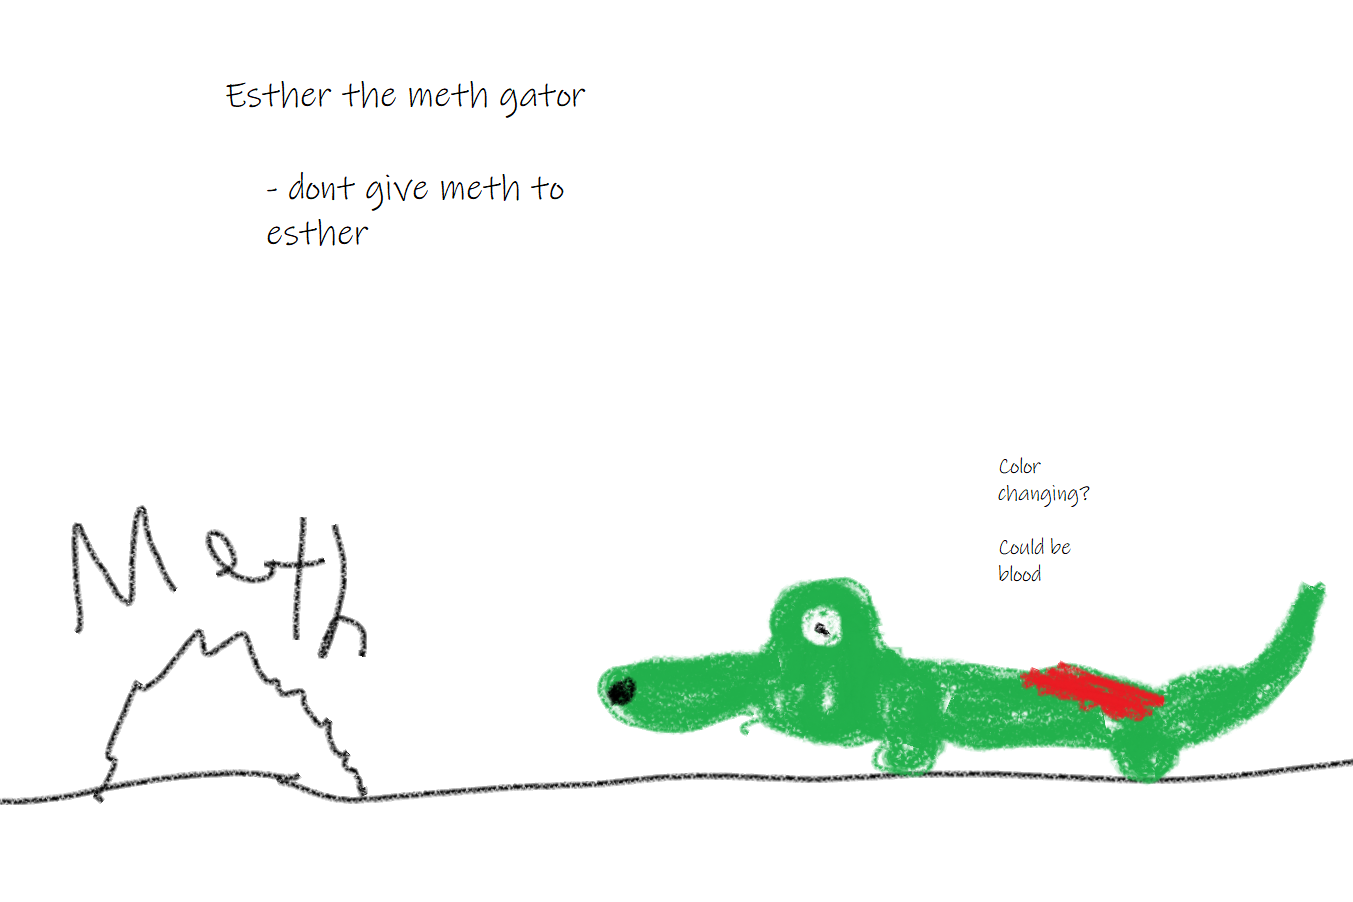 Esther the meth gator
- dont give meth to
esther
Color
changing?
Could be
blood
Meth